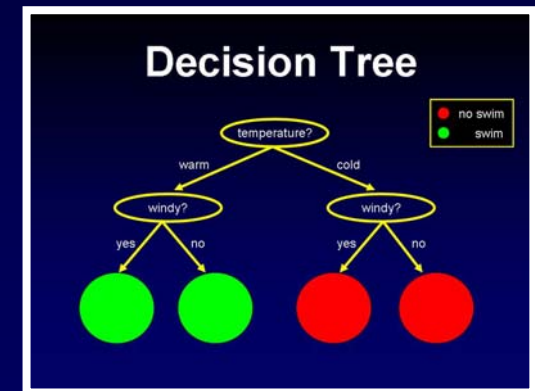 Decision Tree
no swim
swim
temperature?
warm cold
windy? windy?
yes no yes no